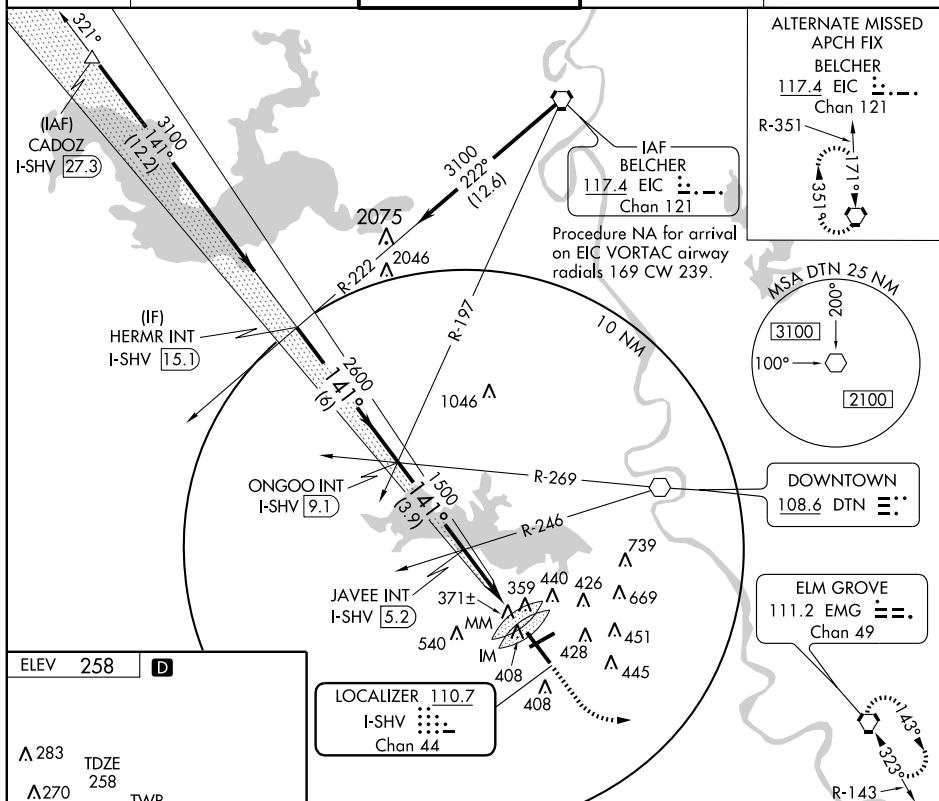 321°
(IAF)
CADOZ
I-SHV 27.3
3100
141°
(12.2)
3100
222°
(12.6)
IAF
BELCHER
117.4 EIC
Chan 121
Procedure NA for arrival
on EIC VORTAC airway
radials 169 CW 239.
ALTERNATE MISSED
APCH FIX
BELCHER
117.4 EIC
Chan 121
R-351
171°
351°
2075
2046
R-222
R-197
10 NM
MSA DTN 25 NM
200°
3100
100°
2100
(IF)
HERMR INT
I-SHV 15.1
2600
141°
(6)
1046
ONGOO INT
I-SHV 9.1
1500
141°
(3.9)
R-269
R-246
DOWNTOWN
108.6 DTN
JAVEE INT
I-SHV 5.2
739
371±
359
440
426
669
MM
540
IM
408
428
451
445
408
ELM GROVE
111.2 EMG
Chan 49
143°
323°
R-143
LOCALIZER 110.7
I-SHV
Chan 44
ELEV 258 D
283
TDZE
258
270
TWR